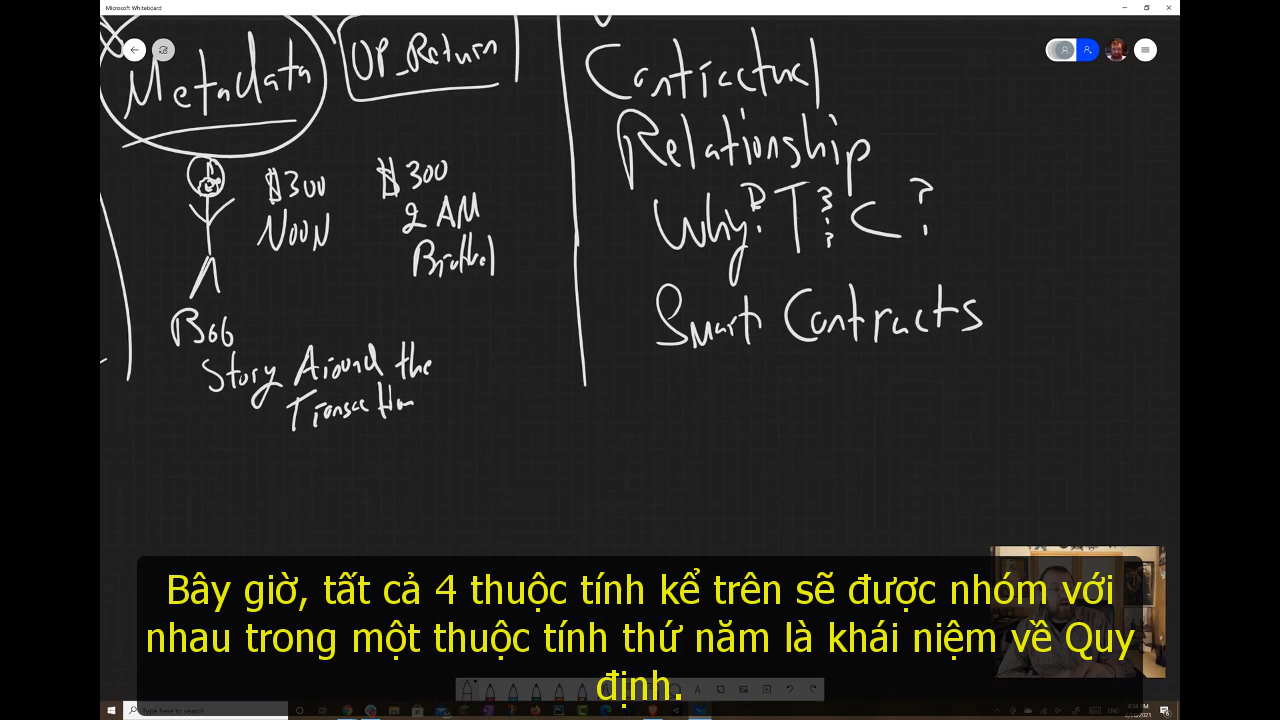 Microsoft Whiteboard
Metadata
OP_Return
$300
NOON
$300
2 AM
Brothel
Bob
Story Around the
Transaction
Contractual
Relationship
Why? T? C?
Smart Contracts
Bây giờ, tất cả 4 thuộc tính kể trên sẽ được nhóm với
nhau trong một thuộc tính thứ năm là khái niệm về Quy
định.
Type here to search
ENG